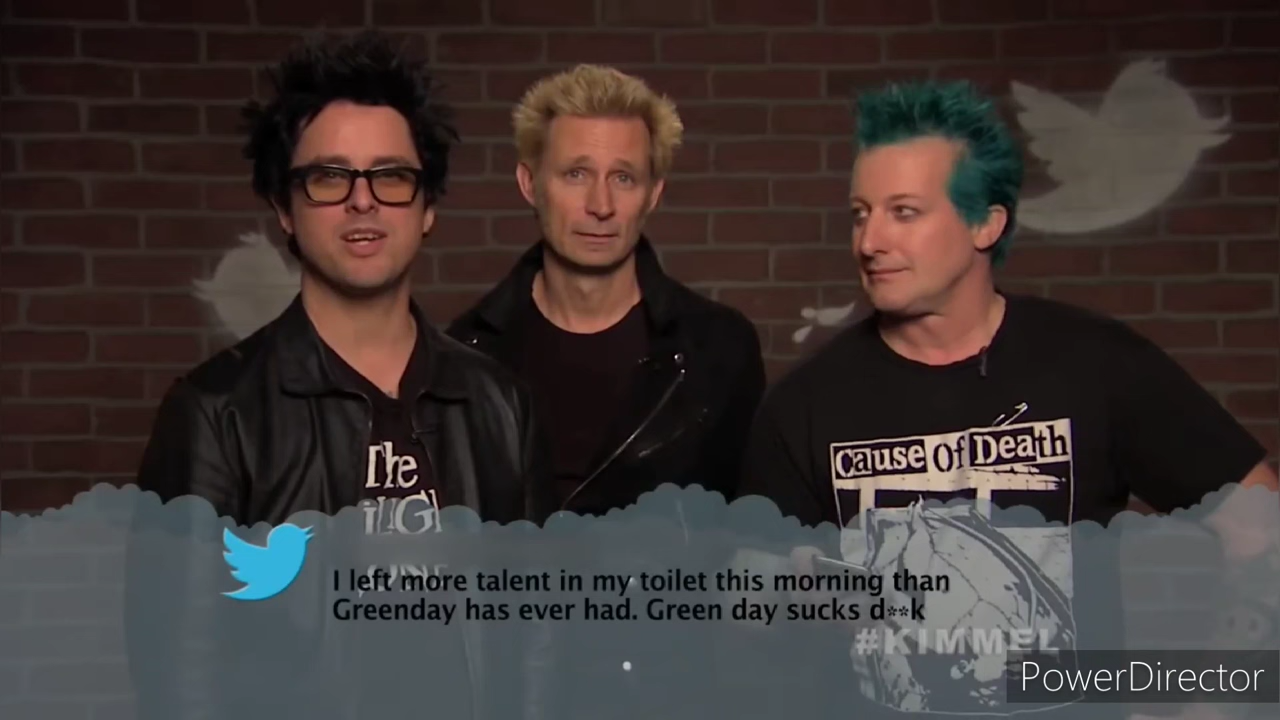 The
Cause Of Death
I left more talent in my toilet this morning than
Greenday has ever had. Green day sucks d**k
#KIMMEL
PowerDirector